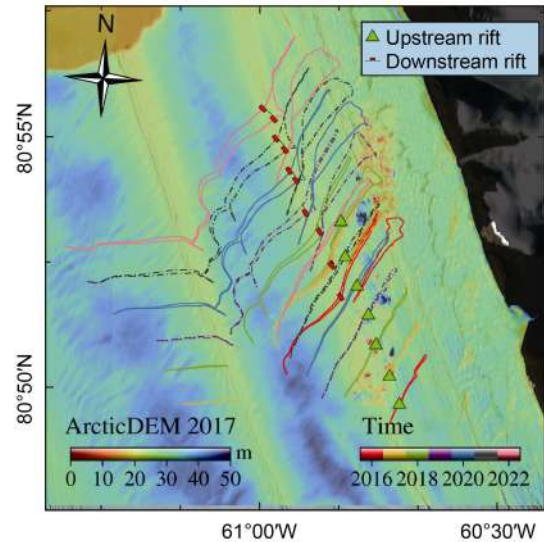 N
Upstream rift
Downstream rift
80°55'N
80°50'N
ArcticDEM 2017
m
0 10 20 30 40 50
Time
2016 2018 2020 2022
61°00'W 60°30'W